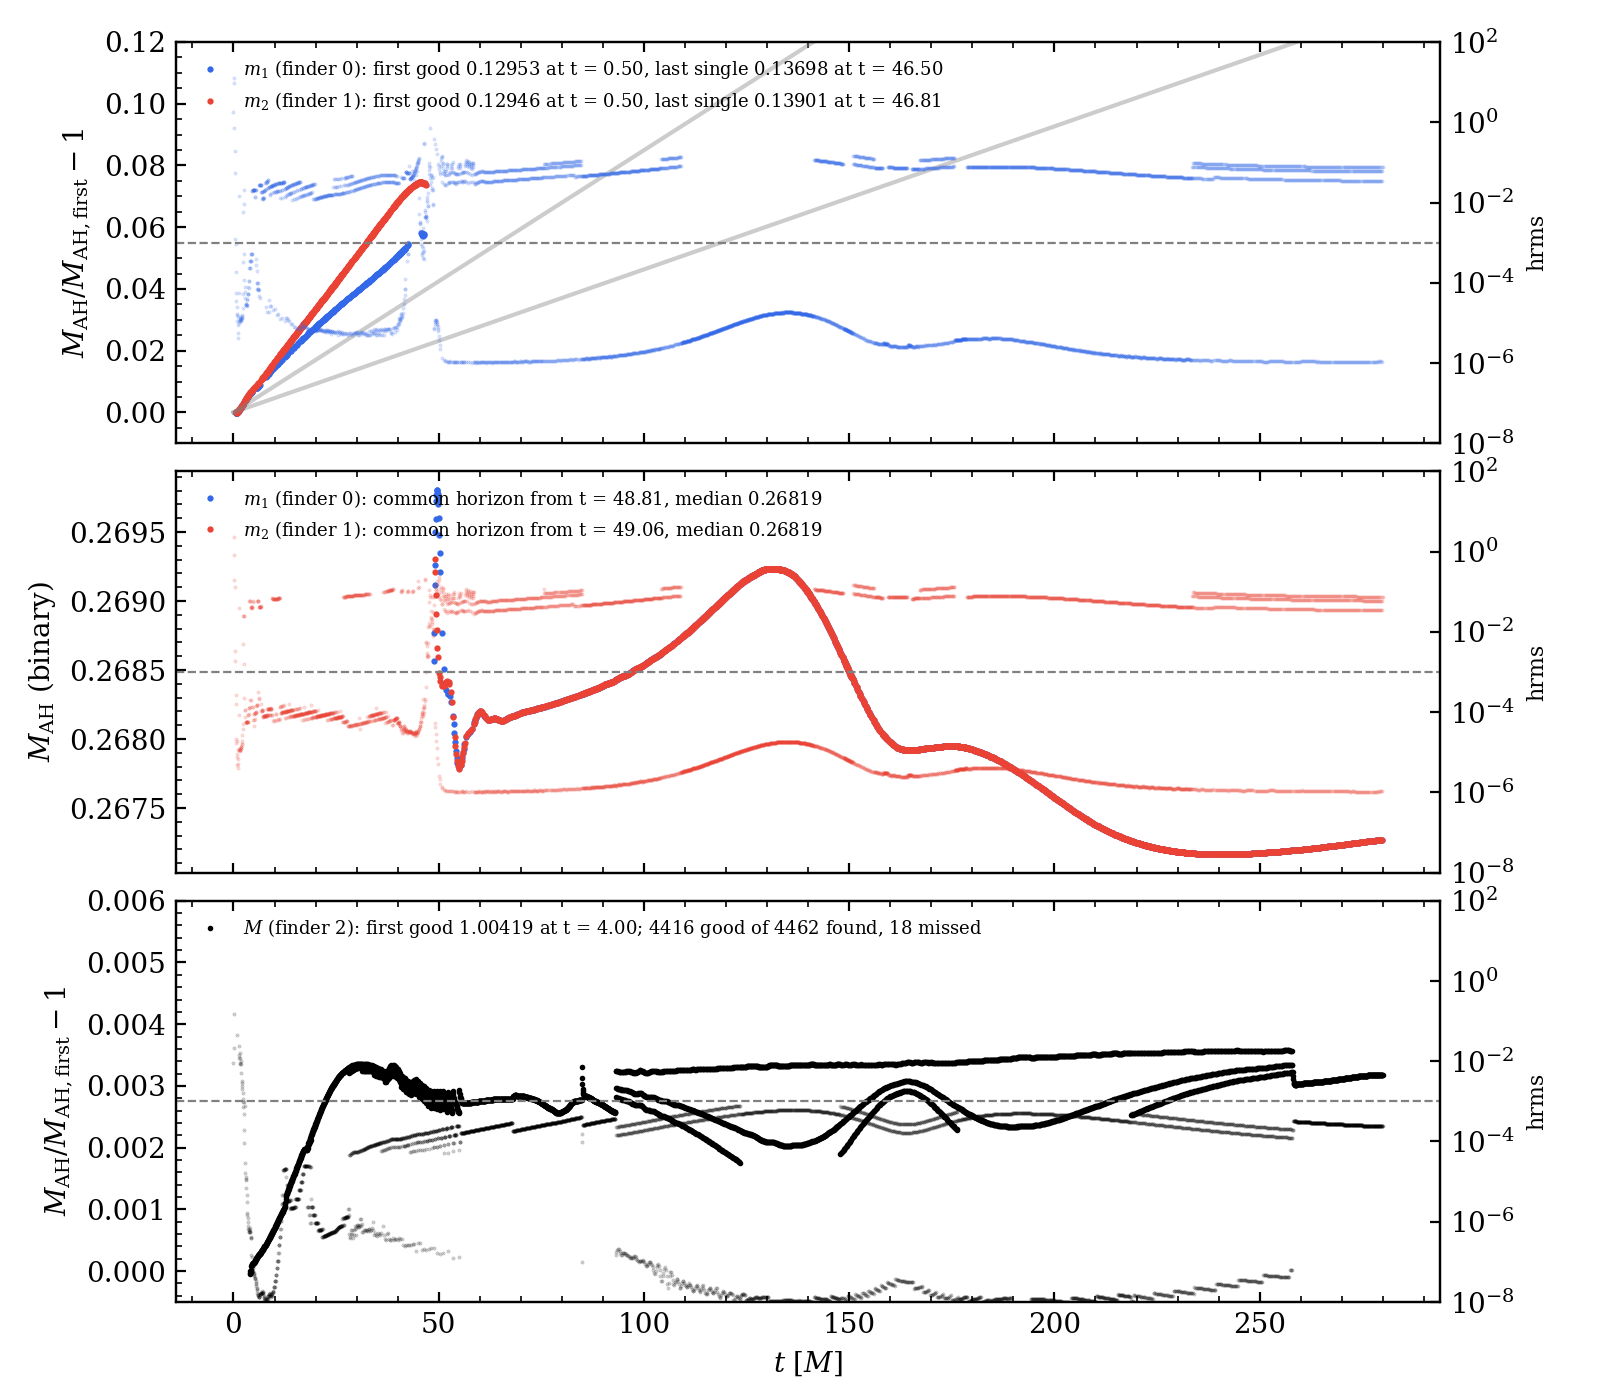 0.12
0.10
0.08
0.06
0.04
0.02
0.00
M_AH/M_AH, first − 1
m₁ (finder 0): first good 0.12953 at t = 0.50, last single 0.13698 at t = 46.50
m₂ (finder 1): first good 0.12946 at t = 0.50, last single 0.13901 at t = 46.81
10²
10⁰
10⁻²
10⁻⁴
10⁻⁶
10⁻⁸
hrms
0.2695
0.2690
0.2685
0.2680
0.2675
M_AH (binary)
m₁ (finder 0): common horizon from t = 48.81, median 0.26819
m₂ (finder 1): common horizon from t = 49.06, median 0.26819
10²
10⁰
10⁻²
10⁻⁴
10⁻⁶
10⁻⁸
hrms
0.006
0.005
0.004
0.003
0.002
0.001
0.000
M_AH/M_AH, first − 1
M (finder 2): first good 1.00419 at t = 4.00; 4416 good of 4462 found, 18 missed
10²
10⁰
10⁻²
10⁻⁴
10⁻⁶
10⁻⁸
hrms
0 50 100 150 200 250
t [M]